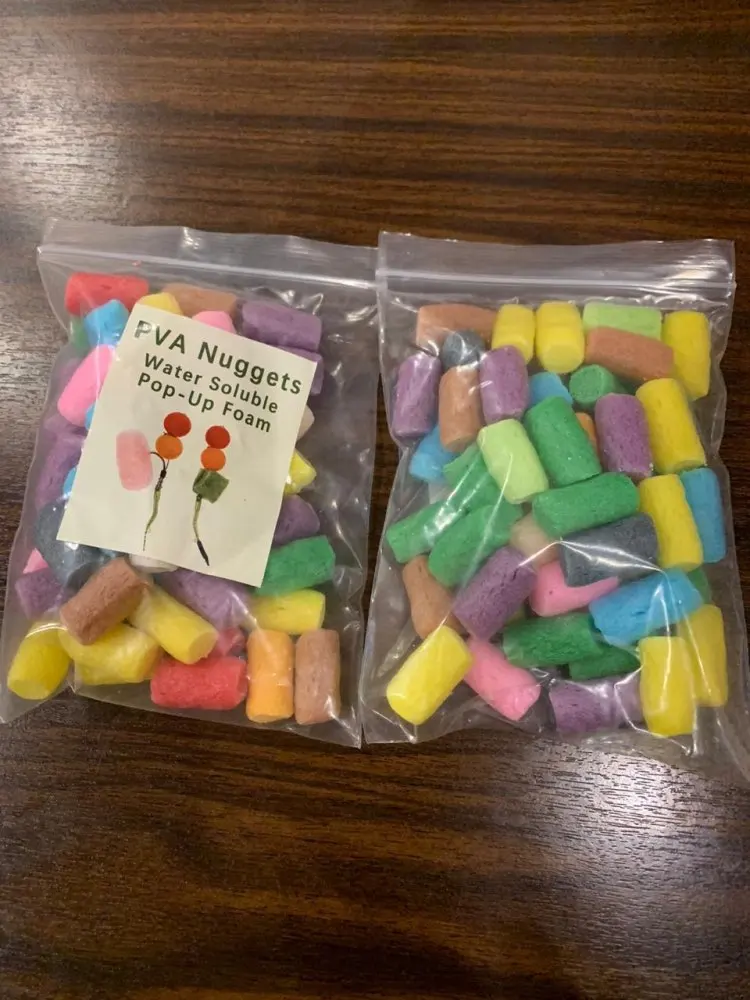 PVA Nuggets
Water Soluble
Pop-Up Foam